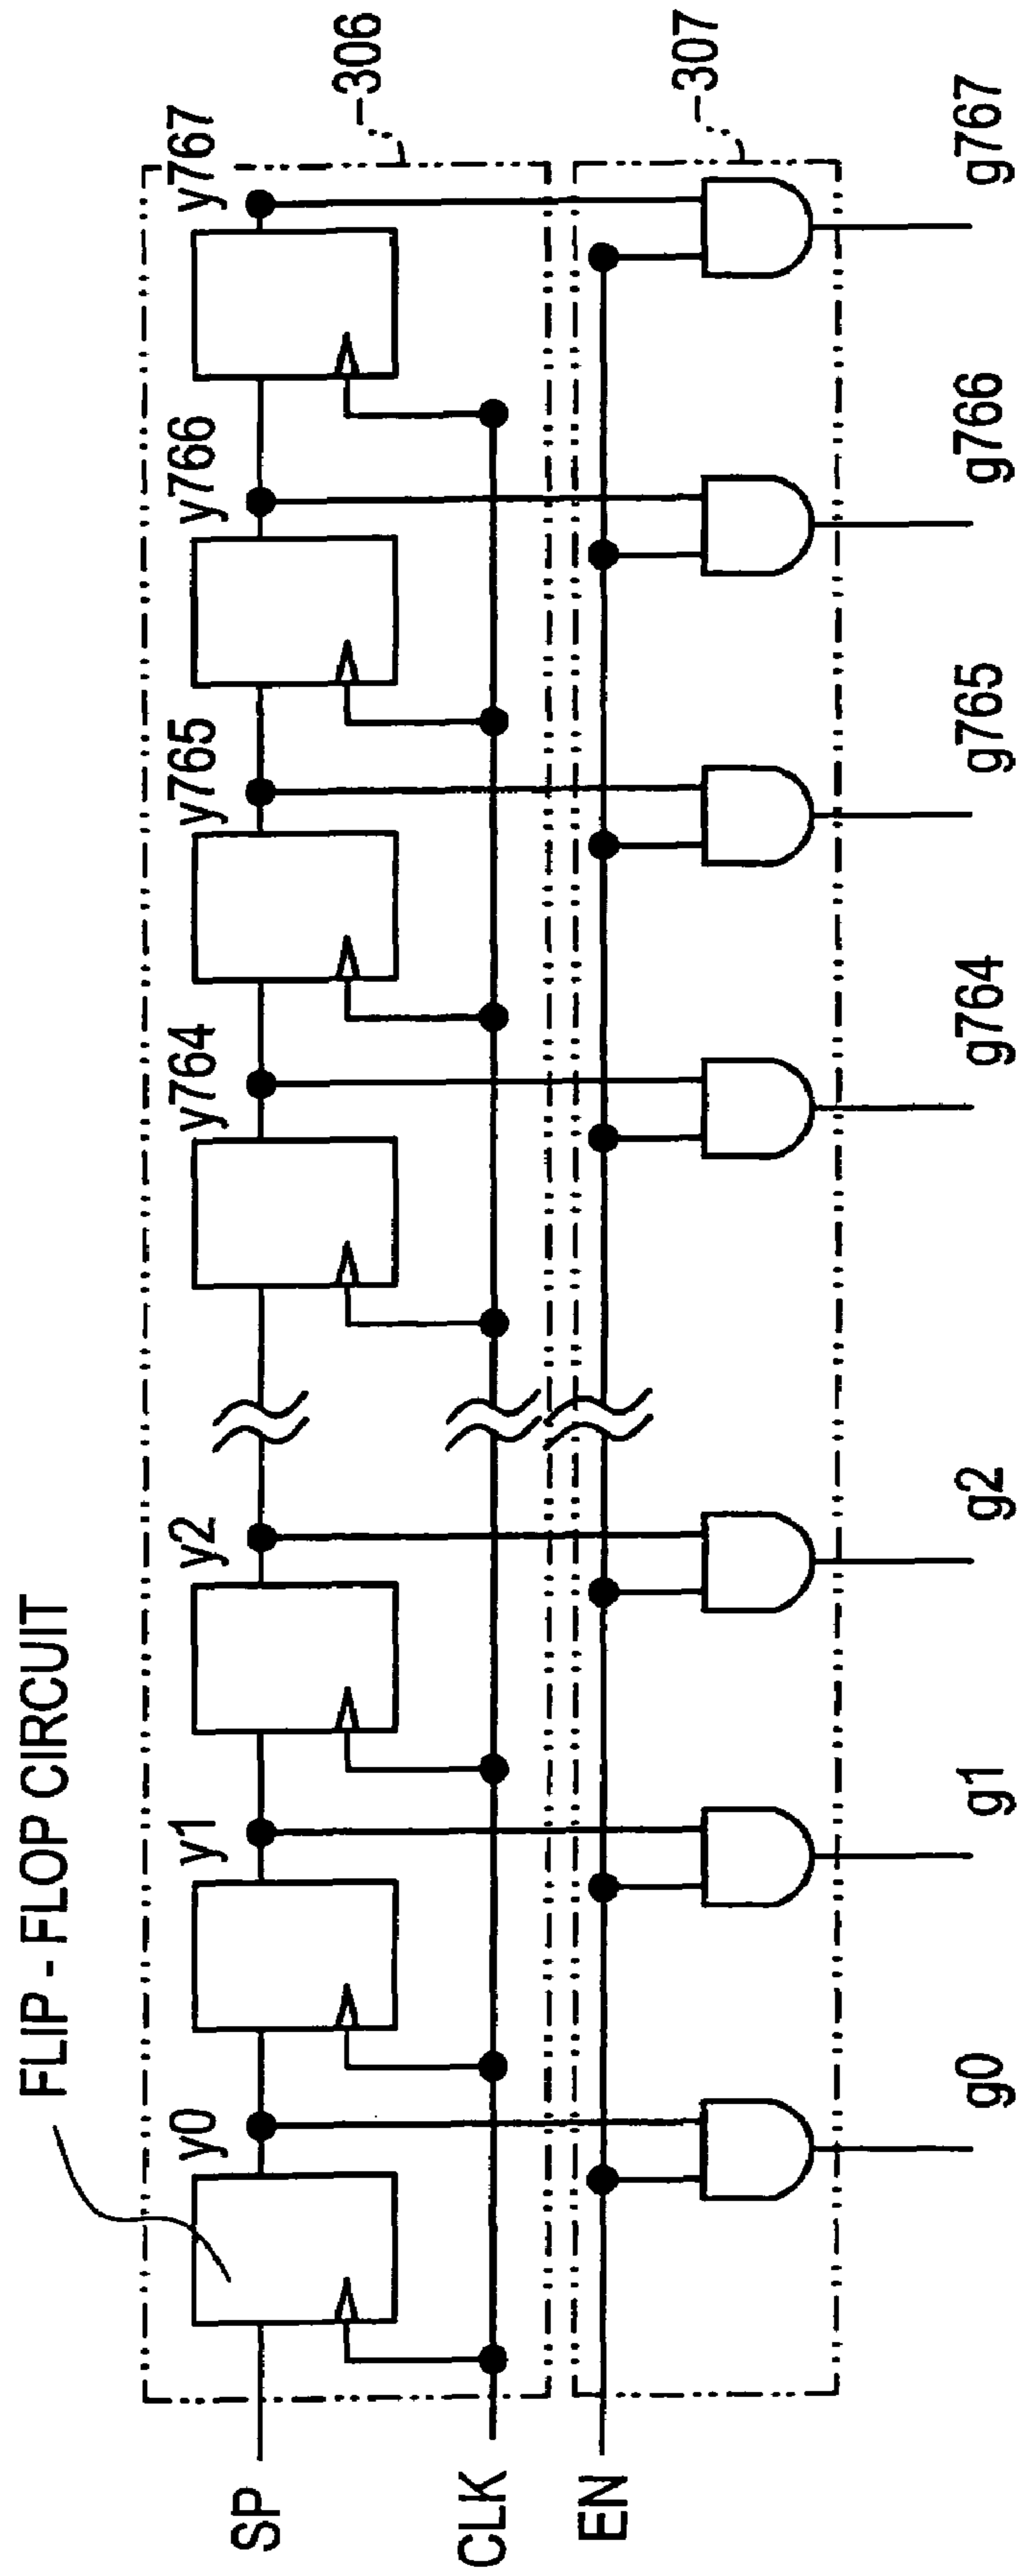 FLIP - FLOP CIRCUIT
y0
y1
y2
y764
y765
y766
y767
306
307
SP
CLK
EN
g0
g1
g2
g764
g765
g766
g767